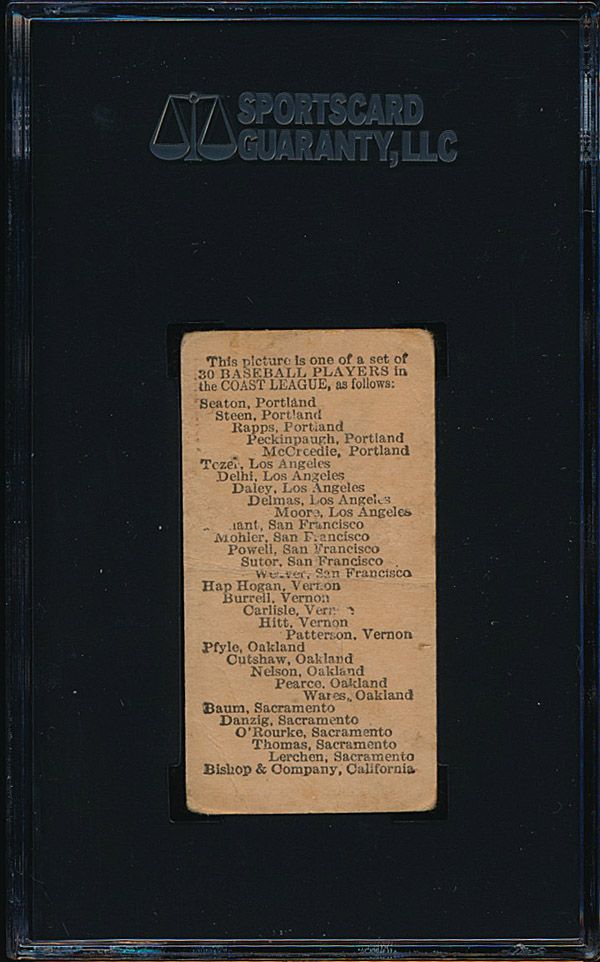 SPORTSCARD
GUARANTY, LLC
This picture is one of a set of
30 BASEBALL PLAYERS in
the COAST LEAGUE, as follows:
Seaton, Portland
Steen, Portland
Rapps, Portland
Peckinpaugh, Portland
McCreedie, Portland
Tozer, Los Angeles
Delhi, Los Angeles
Daley, Los Angeles
Delmas, Los Angeles
Moore, Los Angeles
San Francisco
Mohler, San Francisco
Powell, San Francisco
Sutor, San Francisco
Weaver, San Francisco
Hap Hogan, Vernon
Burrell, Vernon
Carlisle, Vernon
Hitt, Vernon
Patterson, Vernon
Pfyle, Oakland
Cutshaw, Oakland
Nelson, Oakland
Pearce, Oakland
Wares, Oakland
Baum, Sacramento
Danzig, Sacramento
O'Rourke, Sacramento
Thomas, Sacramento
Lerchen, Sacramento
Bishop & Company, California